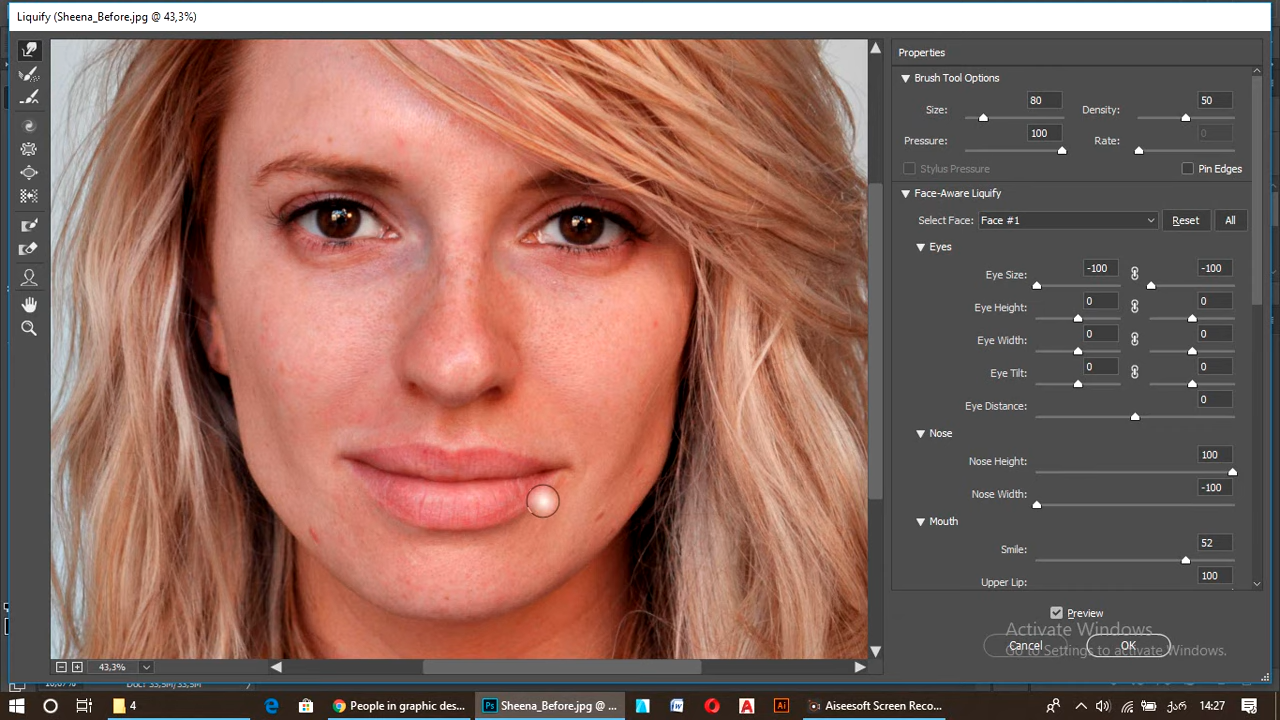 Liquify (Sheena_Before.jpg @ 43,3%)
Properties
Brush Tool Options
Size: 80 Density: 50
Pressure: 100 Rate: 0
Stylus Pressure Pin Edges
Face-Aware Liquify
Select Face: Face #1 Reset All
Eyes
Eye Size: -100 -100
Eye Height: 0 0
Eye Width: 0 0
Eye Tilt: 0 0
Eye Distance: 0
Nose
Nose Height: 100
Nose Width: -100
Mouth
Smile: 52
Upper Lip: 100
Preview
Activate Windows
Cancel OK
Go to Settings to activate Windows.
43,3%
4 People in graphic des... Sheena_Before.jpg @ ... Aiseesoft Screen Reco... 14:27